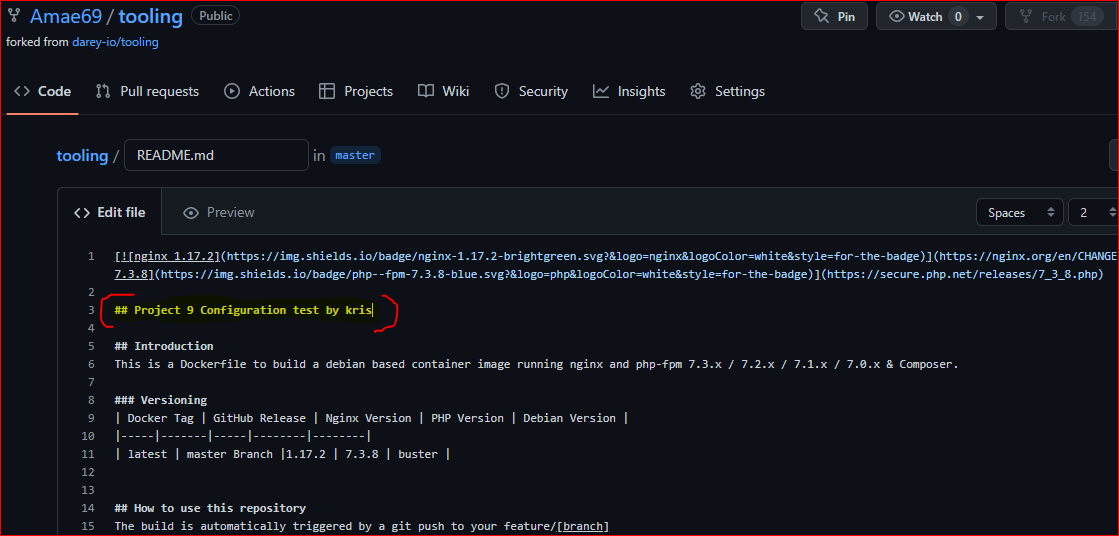 Amae69 / tooling Public
Pin
Watch 0
Fork 154
forked from darey-io/tooling
Code
Pull requests
Actions
Projects
Wiki
Security
Insights
Settings
tooling / README.md in master
Edit file
Preview
Spaces
2
1 [![nginx 1.17.2](https://img.shields.io/badge/nginx-1.17.2-brightgreen.svg?&logo=nginx&logoColor=white&style=for-the-badge)](https://nginx.org/en/CHANGE
7.3.8](https://img.shields.io/badge/php--fpm-7.3.8-blue.svg?&logo=php&logoColor=white&style=for-the-badge)](https://secure.php.net/releases/7_3_8.php)
2
3 ## Project 9 Configuration test by kris
4
5 ## Introduction
6 This is a Dockerfile to build a debian based container image running nginx and php-fpm 7.3.x / 7.2.x / 7.1.x / 7.0.x & Composer.
7
8 ### Versioning
9 | Docker Tag | GitHub Release | Nginx Version | PHP Version | Debian Version |
10 |-----|-------|-----|--------|--------|
11 | latest | master Branch |1.17.2 | 7.3.8 | buster |
12
13
14 ## How to use this repository
15 The build is automatically triggered by a git push to your feature/[branch]